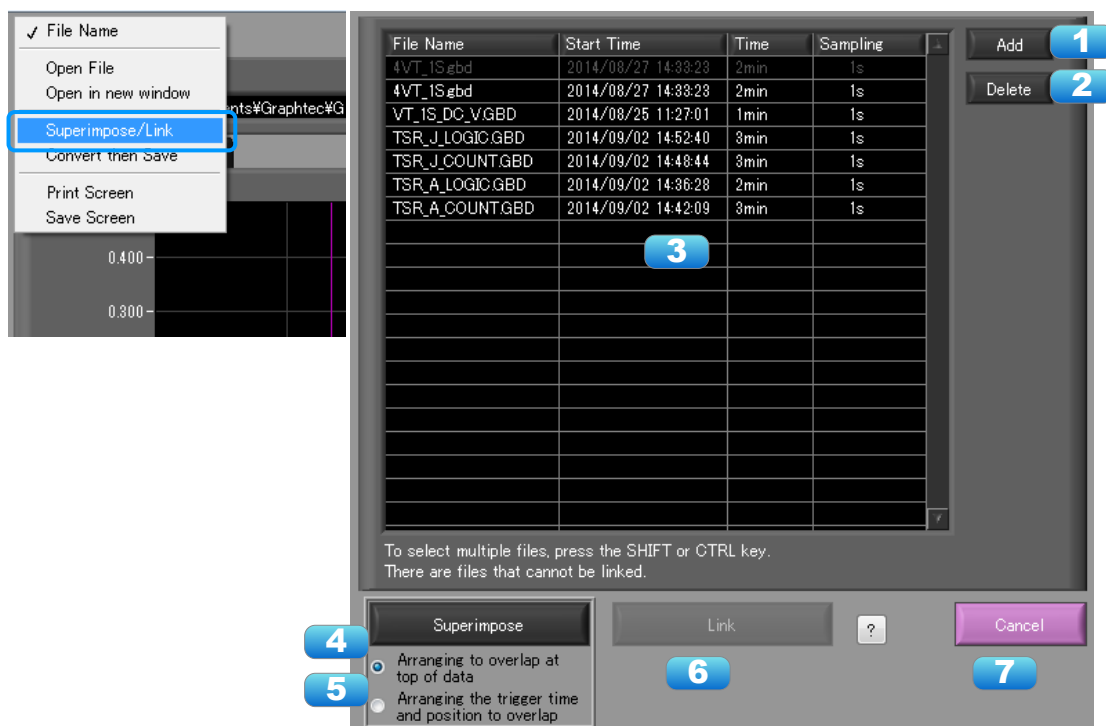 ✓ File Name
Open File
Open in new window
Superimpose/Link
Convert then Save
Print Screen
Save Screen
nts¥Graphtec¥G
0.400
0.300
File Name Start Time Time Sampling
4VT_1S.gbd 2014/08/27 14:33:23 2min 1s
4VT_1S.gbd 2014/08/27 14:33:23 2min 1s
VT_1S_DC_V.GBD 2014/08/25 11:27:01 1min 1s
TSR_J_LOGIC.GBD 2014/09/02 14:52:40 3min 1s
TSR_J_COUNT.GBD 2014/09/02 14:48:44 3min 1s
TSR_A_LOGIC.GBD 2014/09/02 14:36:28 2min 1s
TSR_A_COUNT.GBD 2014/09/02 14:42:09 3min 1s
Add 1
Delete 2
3
To select multiple files, press the SHIFT or CTRL key.
There are files that cannot be linked.
Superimpose
Link
?
Cancel
4
Arranging to overlap at
top of data
5
Arranging the trigger time
and position to overlap
6
7